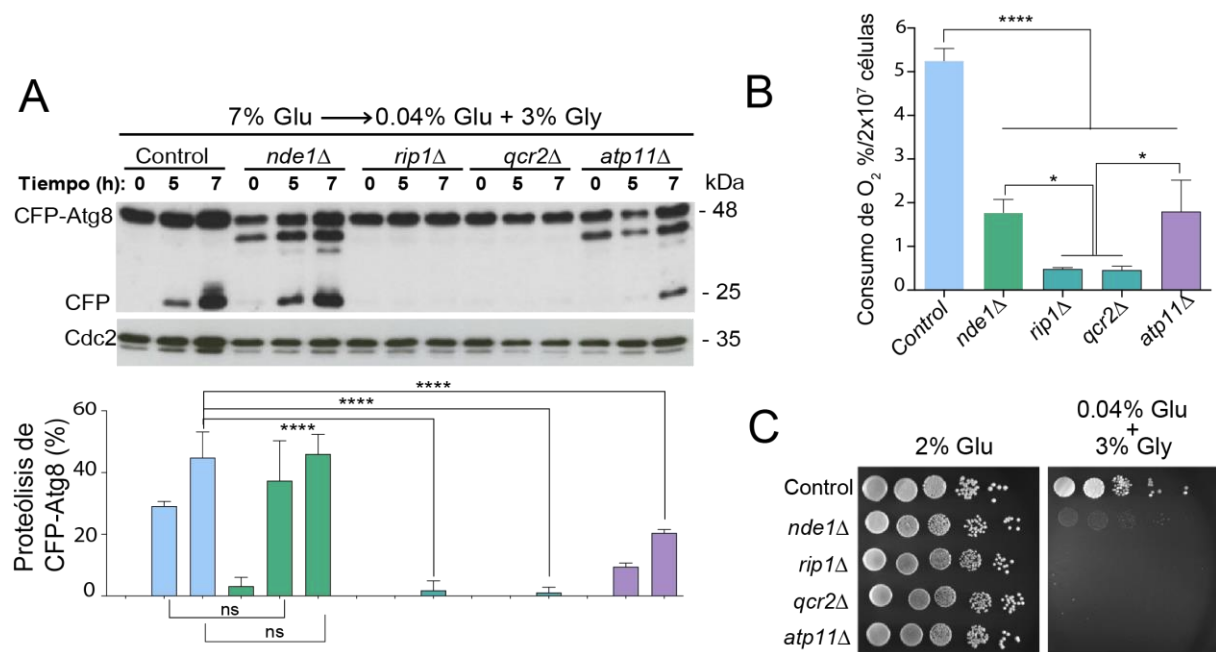 A
7% Glu ⟶ 0.04% Glu + 3% Gly
Control nde1Δ rip1Δ qcr2Δ atp11Δ
Tiempo (h): 0 5 7 0 5 7 0 5 7 0 5 7 0 5 7 kDa
CFP-Atg8 - 48
CFP - 25
Cdc2 - 35
Proteólisis de
CFP-Atg8 (%)
60
40
20
0
****
****
****
ns
ns
B
Consumo de O₂ %/2x10⁷ células
6
5
4
3
2
1
0
****
*
*
Control nde1Δ rip1Δ qcr2Δ atp11Δ
C
2% Glu
0.04% Glu
+
3% Gly
Control
nde1Δ
rip1Δ
qcr2Δ
atp11Δ